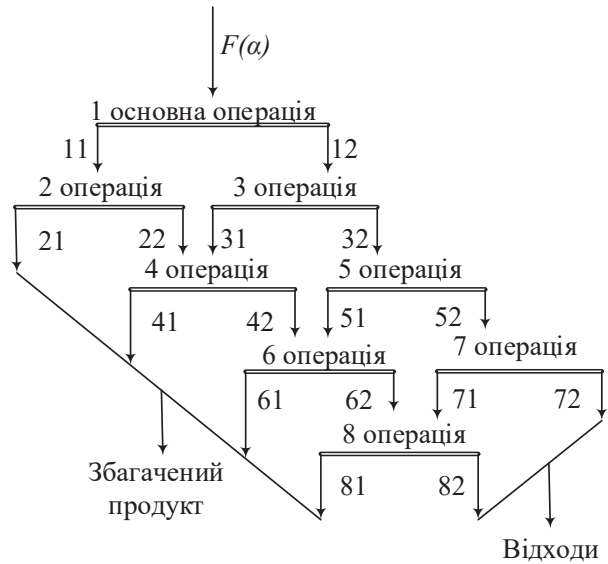 F(α)
1 основна операція
11
12
2 операція
3 операція
21
22
31
32
4 операція
5 операція
41
42
51
52
6 операція
7 операція
61
62
71
72
8 операція
Збагачений
продукт
81
82
Відходи